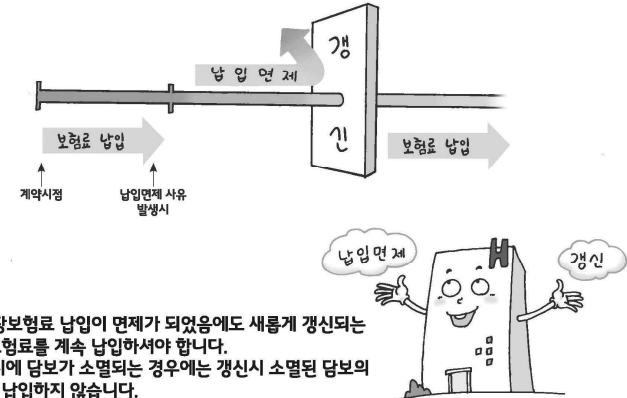 갱
신
납입면제
보험료 납입
보험료 납입
계약시점
납입면제 사유
발생시
납입면제
갱신
H
장보험료 납입이 면제가 되었음에도 새롭게 갱신되는
보험료를 계속 납입하셔야 합니다.
시에 담보가 소멸되는 경우에는 갱신시 소멸된 담보의
납입하지 않습니다.